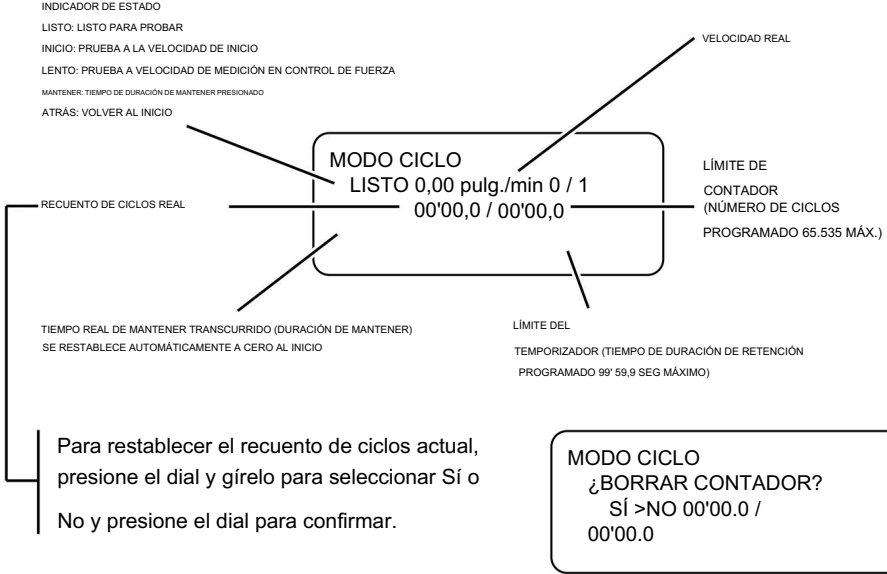 INDICADOR DE ESTADO
LISTO: LISTO PARA PROBAR
INICIO: PRUEBA A LA VELOCIDAD DE INICIO
LENTO: PRUEBA A VELOCIDAD DE MEDICIÓN EN CONTROL DE FUERZA
MANTENER: TIEMPO DE DURACIÓN DE MANTENER PRESIONADO
ATRÁS: VOLVER AL INICIO
VELOCIDAD REAL
MODO CICLO
LISTO 0,00 pulg./min 0 / 1
00'00,0 / 00'00,0
RECUENTO DE CICLOS REAL
LÍMITE DE
CONTADOR
(NÚMERO DE CICLOS
PROGRAMADO 65.535 MÁX.)
TIEMPO REAL DE MANTENER TRANSCURRIDO (DURACIÓN DE MANTENER)
SE RESTABLECE AUTOMÁTICAMENTE A CERO AL INICIO
LÍMITE DEL
TEMPORIZADOR (TIEMPO DE DURACIÓN DE RETENCIÓN
PROGRAMADO 99' 59,9 SEG MÁXIMO)
Para restablecer el recuento de ciclos actual,
presione el dial y gírelo para seleccionar Sí o
No y presione el dial para confirmar.
MODO CICLO
¿BORRAR CONTADOR?
SÍ >NO 00'00.0 /
00'00.0